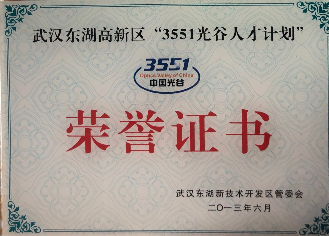 武汉东湖高新区“3551光谷人才计划”
3551
Optics Valley of China
中国光谷
荣誉证书
武汉东湖新技术开发区管委会
二〇一三年六月